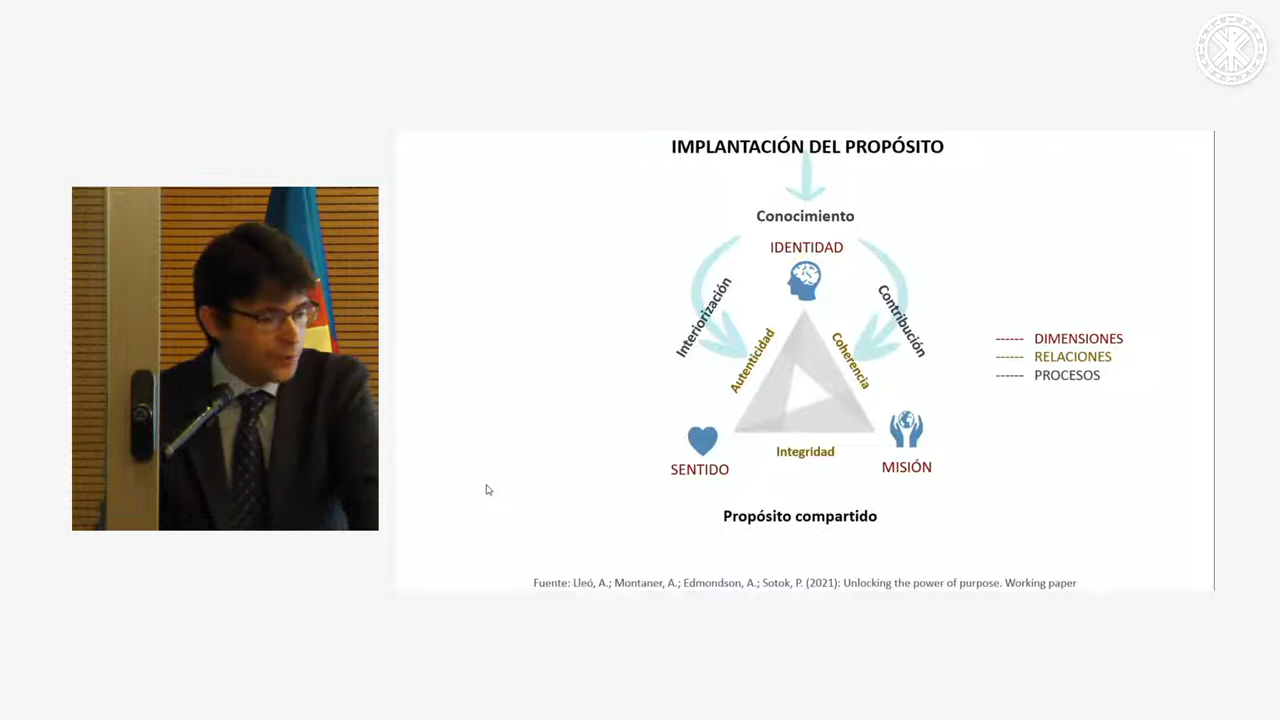 IMPLANTACIÓN DEL PROPÓSITO
Conocimiento
IDENTIDAD
Interiorización
Contribución
Autenticidad
Coherencia
Integridad
SENTIDO
MISIÓN
Propósito compartido
------ DIMENSIONES
------ RELACIONES
------ PROCESOS
Fuente: Lleó, A.; Montaner, A.; Edmondson, A.; Sotok, P. (2021): Unlocking the power of purpose. Working paper